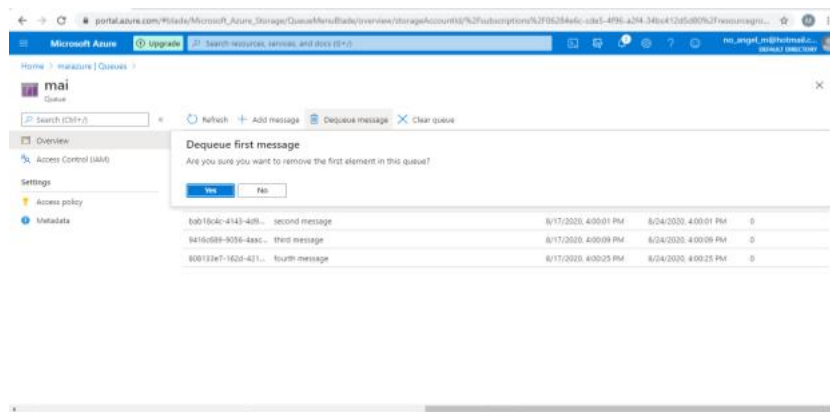 Microsoft Azure
Upgrade
Search resources, services, and docs (G+/)
no_angel_m@hotmail.c...
DEFAULT DIRECTORY
Home > maiazure | Queues >
mai
Queue
Search (Ctrl+/)
Refresh
Add message
Dequeue message
Clear queue
Overview
Access Control (IAM)
Settings
Access policy
Metadata
Dequeue first message
Are you sure you want to remove the first element in this queue?
Yes
No
second message 8/17/2020, 4:00:01 PM 8/24/2020, 4:00:01 PM 0
third message 8/17/2020, 4:00:09 PM 8/24/2020, 4:00:09 PM 0
fourth message 8/17/2020, 4:00:25 PM 8/24/2020, 4:00:25 PM 0